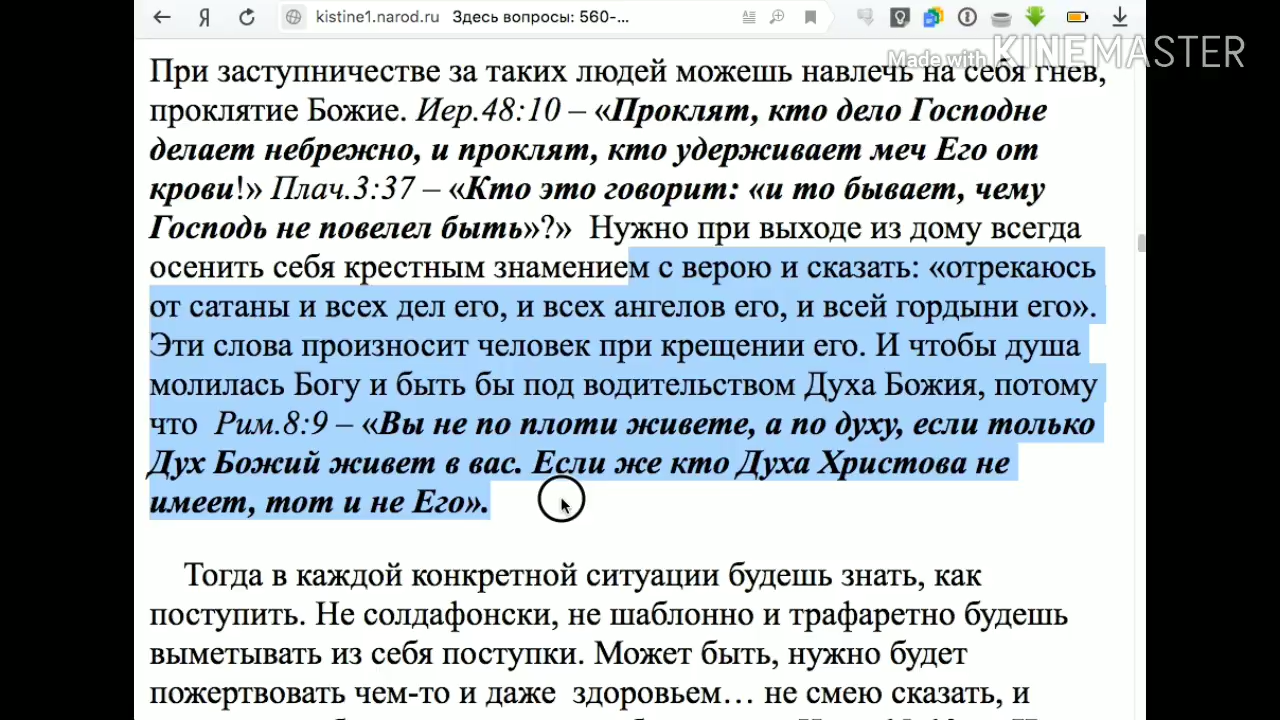 kistine1.narod.ru Здесь вопросы: 560-...
Made with KINEMASTER
При заступничестве за таких людей можешь навлечь на себя гнев,
проклятие Божие. Иер.48:10 – «Проклят, кто дело Господне
делает небрежно, и проклят, кто удерживает меч Его от
крови!» Плач.3:37 – «Кто это говорит: «и то бывает, чему
Господь не повелел быть»?» Нужно при выходе из дому всегда
осенить себя крестным знамением с верою и сказать: «отрекаюсь
от сатаны и всех дел его, и всех ангелов его, и всей гордыни его».
Эти слова произносит человек при крещении его. И чтобы душа
молилась Богу и быть бы под водительством Духа Божия, потому
что Рим.8:9 – «Вы не по плоти живете, а по духу, если только
Дух Божий живет в вас. Если же кто Духа Христова не
имеет, тот и не Его».
Тогда в каждой конкретной ситуации будешь знать, как
поступить. Не солдафонски, не шаблонно и трафаретно будешь
выметывать из себя поступки. Может быть, нужно будет
пожертвовать чем-то и даже здоровьем… не смею сказать, и